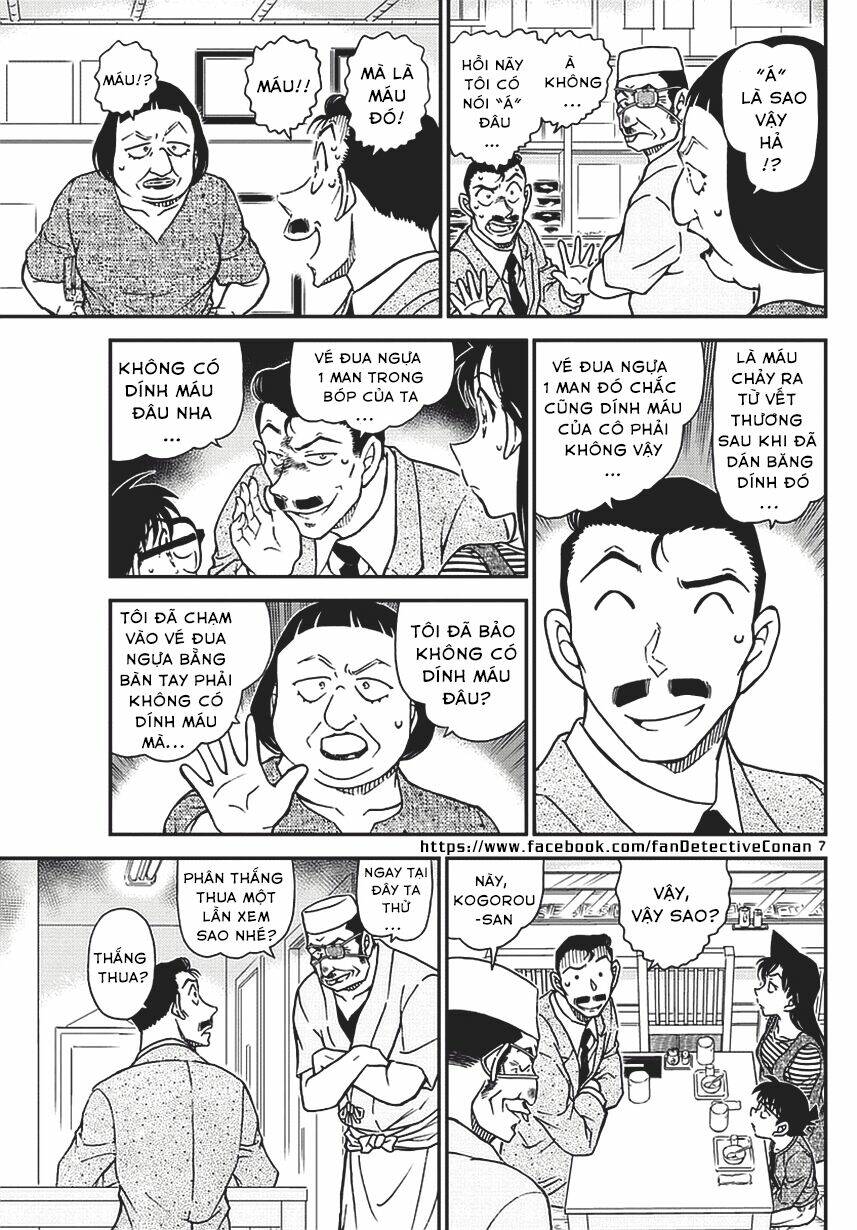 "Á"
LÀ SAO
VẬY
HẢ
!?
À
KHÔNG
...
HỒI NÃY
TÔI CÓ
NÓI "Á"
ĐÂU
...
MÀ LÀ
MÁU
ĐÓ!
MÁU!!
MÁU!?
LÀ MÁU
CHẢY RA
TỪ VẾT
THƯƠNG
SAU KHI ĐÃ
DÁN BĂNG
DÍNH ĐÓ
...
VÉ ĐUA NGỰA
1 MAN ĐÓ CHẮC
CŨNG DÍNH MÁU
CỦA CÔ PHẢI
KHÔNG VẬY
...
VÉ ĐUA NGỰA
1 MAN TRONG
BÓP CỦA TA
...
KHÔNG CÓ
DÍNH MÁU
ĐÂU NHA
...
TÔI ĐÃ BẢO
KHÔNG CÓ
DÍNH MÁU
ĐÂU?
TÔI ĐÃ CHẠM
VÀO VÉ ĐUA
NGỰA BẰNG
BÀN TAY PHẢI
KHÔNG CÓ
DÍNH MÁU
MÀ...
https://www.facebook.com/fanDetectiveConan 7
VẬY,
VẬY SAO?
NÀY,
KOGOROU
-SAN
NGAY TẠI
ĐÂY TA
THỬ
...
PHÂN THẮNG
THUA MỘT
LẦN XEM
SAO NHÉ?
THẮNG
THUA?